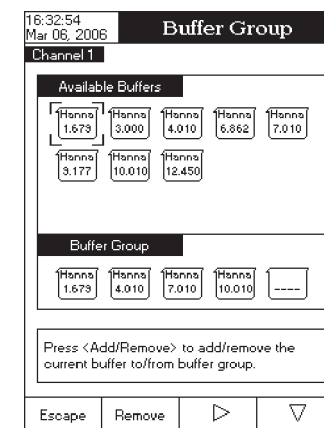 16:32:54
Mar 06, 2006
Buffer Group
Channel 1
Available Buffers
Hanna Hanna Hanna Hanna Hanna
1.679 3.000 4.010 6.862 7.010
Hanna Hanna Hanna
9.177 10.010 12.450
Buffer Group
Hanna Hanna Hanna Hanna
1.679 4.010 7.010 10.010 ----
Press <Add/Remove> to add/remove the
current buffer to/from buffer group.
Escape Remove